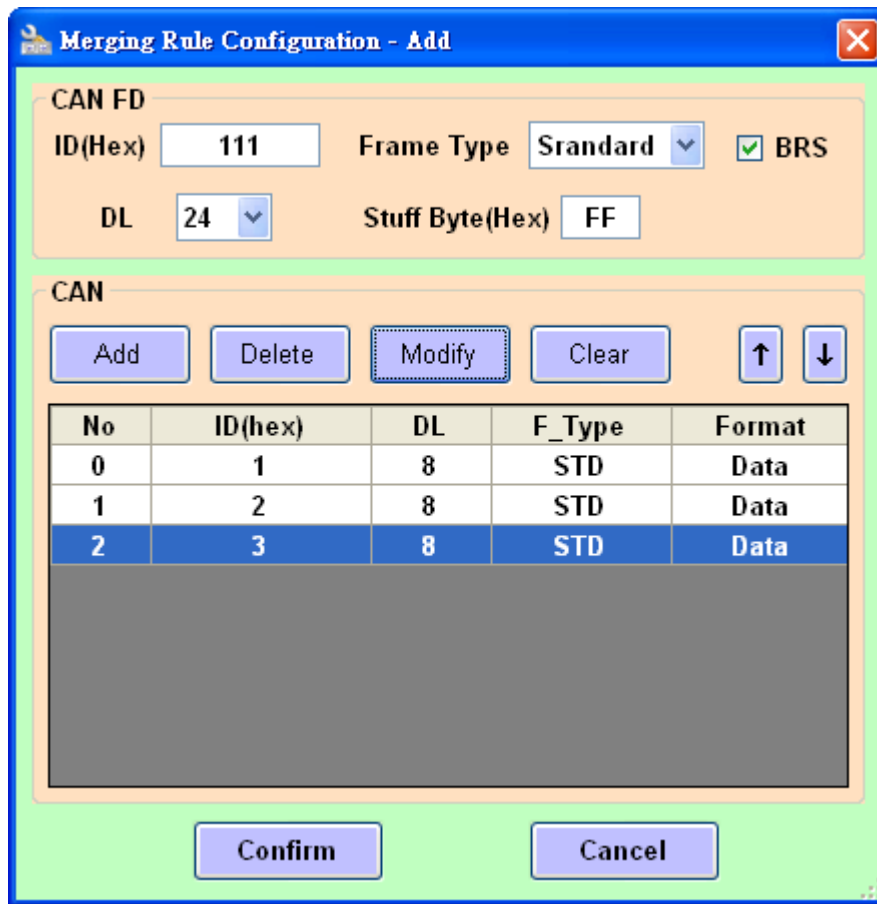 Merging Rule Configuration - Add
CAN FD
ID(Hex) 111 Frame Type Srandard BRS
DL 24 Stuff Byte(Hex) FF
CAN
Add Delete Modify Clear ↑ ↓
No ID(hex) DL F_Type Format
0 1 8 STD Data
1 2 8 STD Data
2 3 8 STD Data
Confirm Cancel